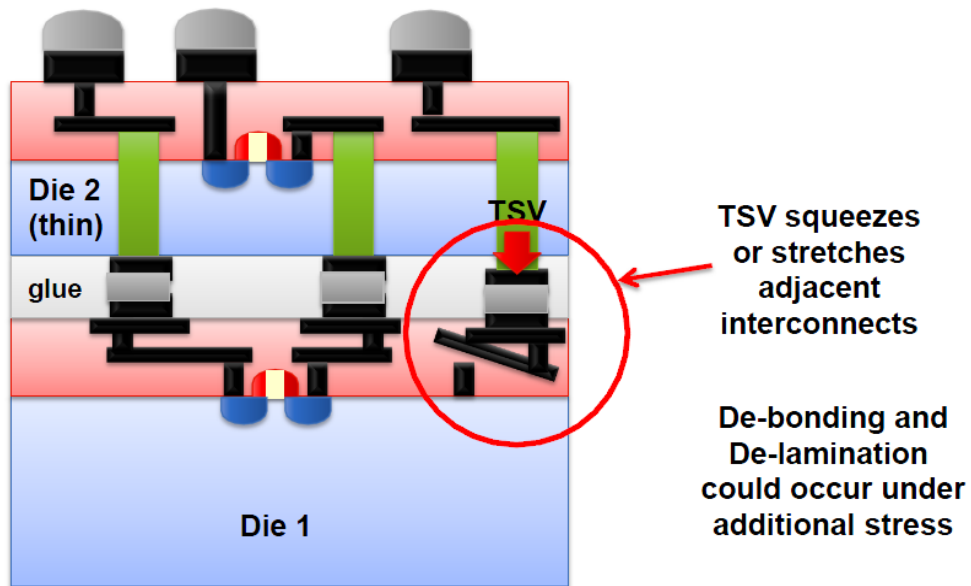 Die 2
(thin)
TSV
glue
Die 1
TSV squeezes
or stretches
adjacent
interconnects
De-bonding and
De-lamination
could occur under
additional stress